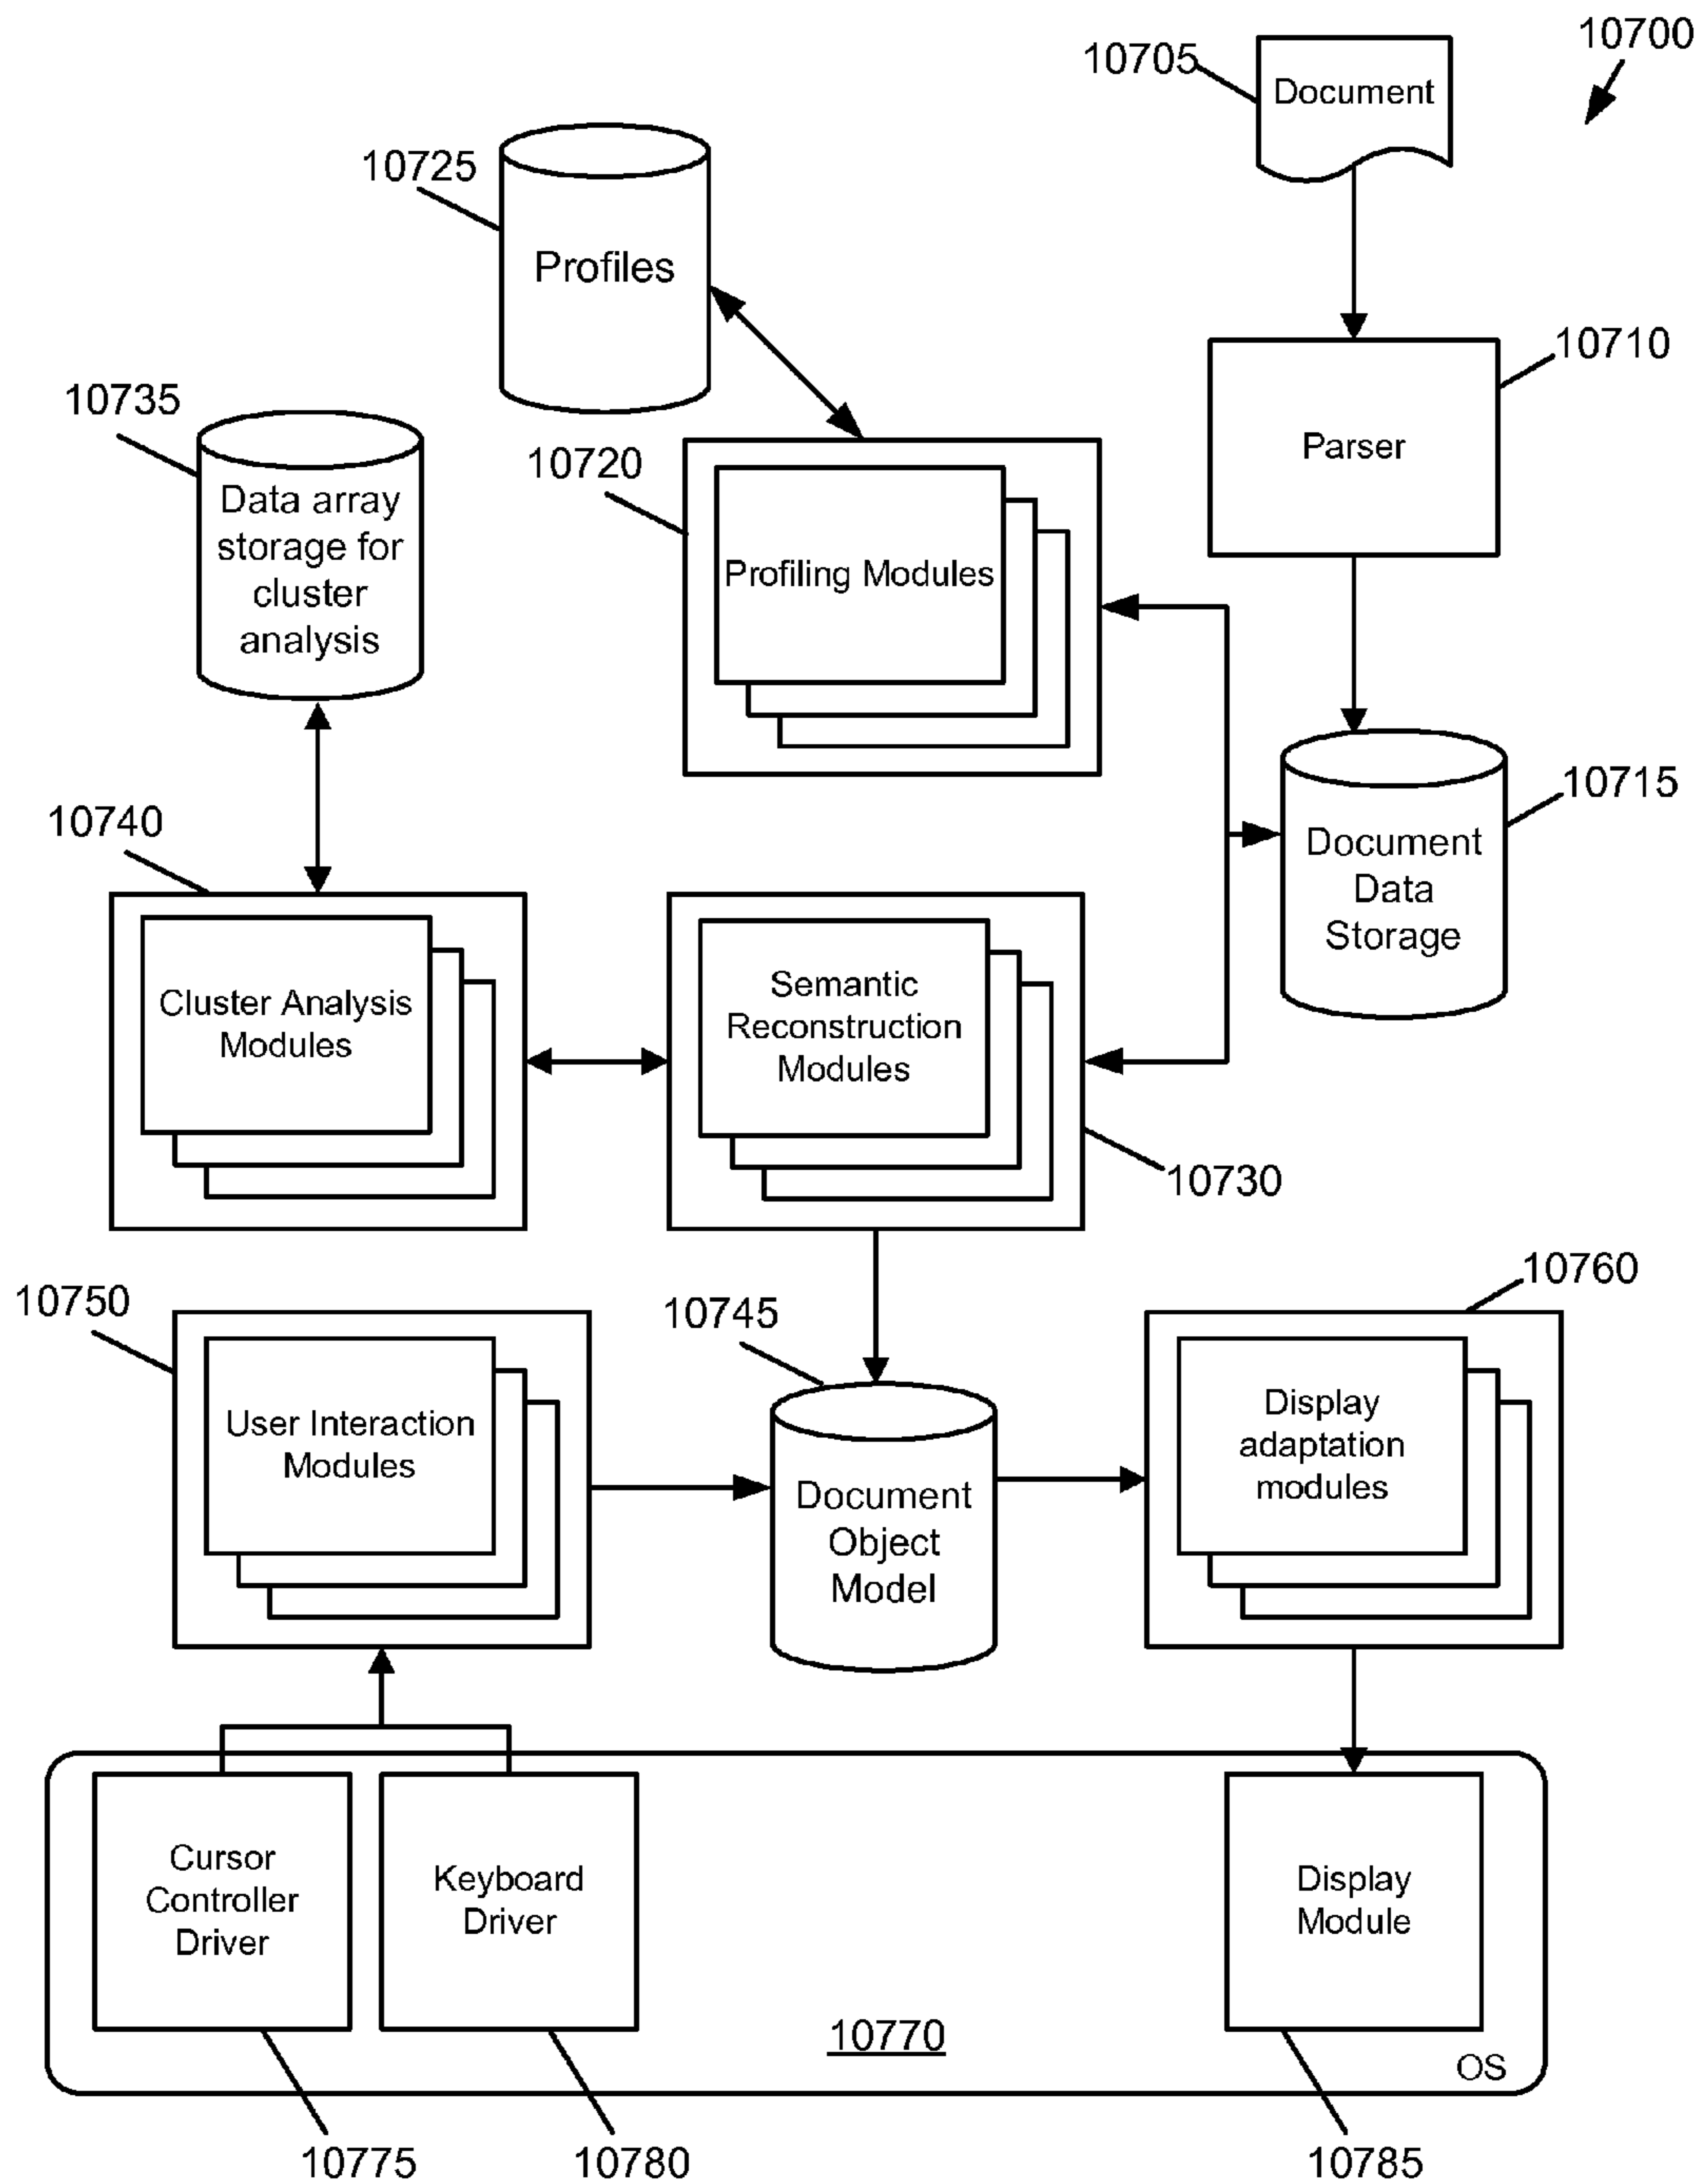 10700
10705
Document
10725
Profiles
10710
Parser
10735
Data array
storage for
cluster
analysis
10720
Profiling Modules
10715
Document
Data
Storage
10740
Cluster Analysis
Modules
Semantic
Reconstruction
Modules
10730
10750
User Interaction
Modules
10745
Document
Object
Model
10760
Display
adaptation
modules
Cursor
Controller
Driver
Keyboard
Driver
Display
Module
10770
OS
10775
10780
10785